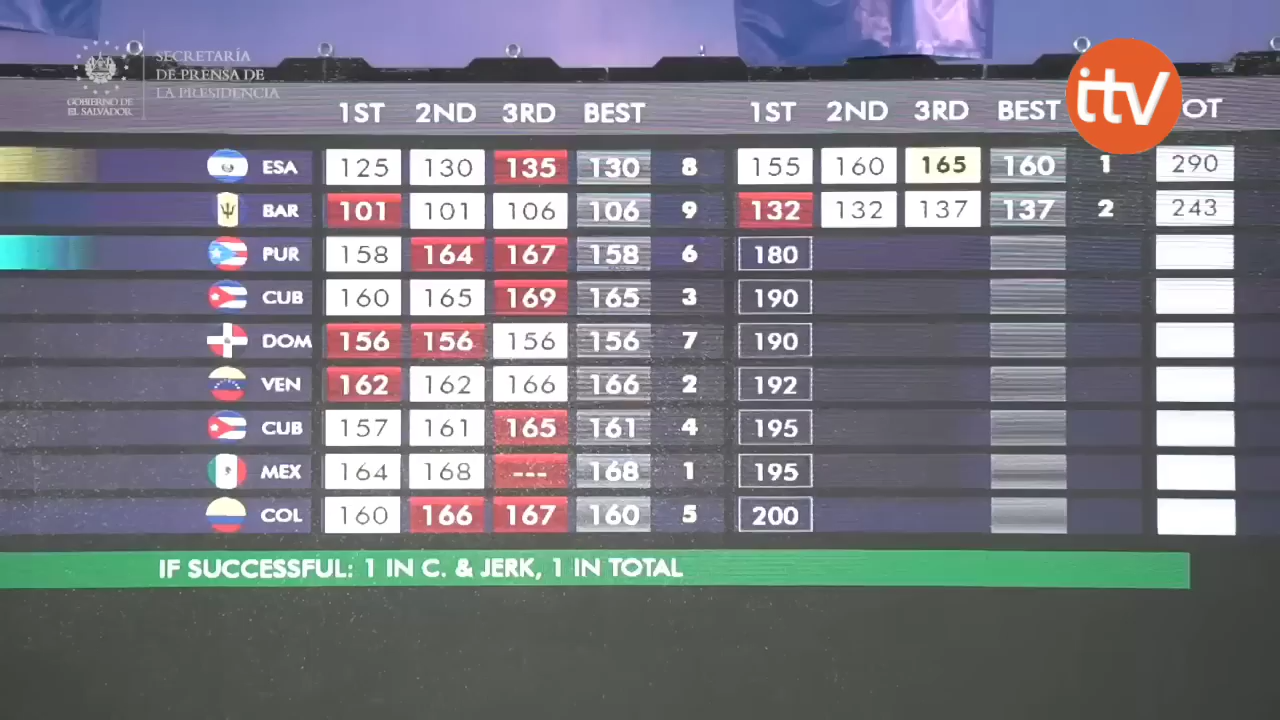 SECRETARÍA
DE PRENSA DE
LA PRESIDENCIA
GOBIERNO DE
EL SALVADOR
itv
1ST 2ND 3RD BEST 1ST 2ND 3RD BEST OT
ESA 125 130 135 130 8 155 160 165 160 1 290
BAR 101 101 106 106 9 132 132 137 137 2 243
PUR 158 164 167 158 6 180
CUB 160 165 169 165 3 190
DOM 156 156 156 156 7 190
VEN 162 162 166 166 2 192
CUB 157 161 165 161 4 195
MEX 164 168 --- 168 1 195
COL 160 166 167 160 5 200
IF SUCCESSFUL: 1 IN C. & JERK, 1 IN TOTAL